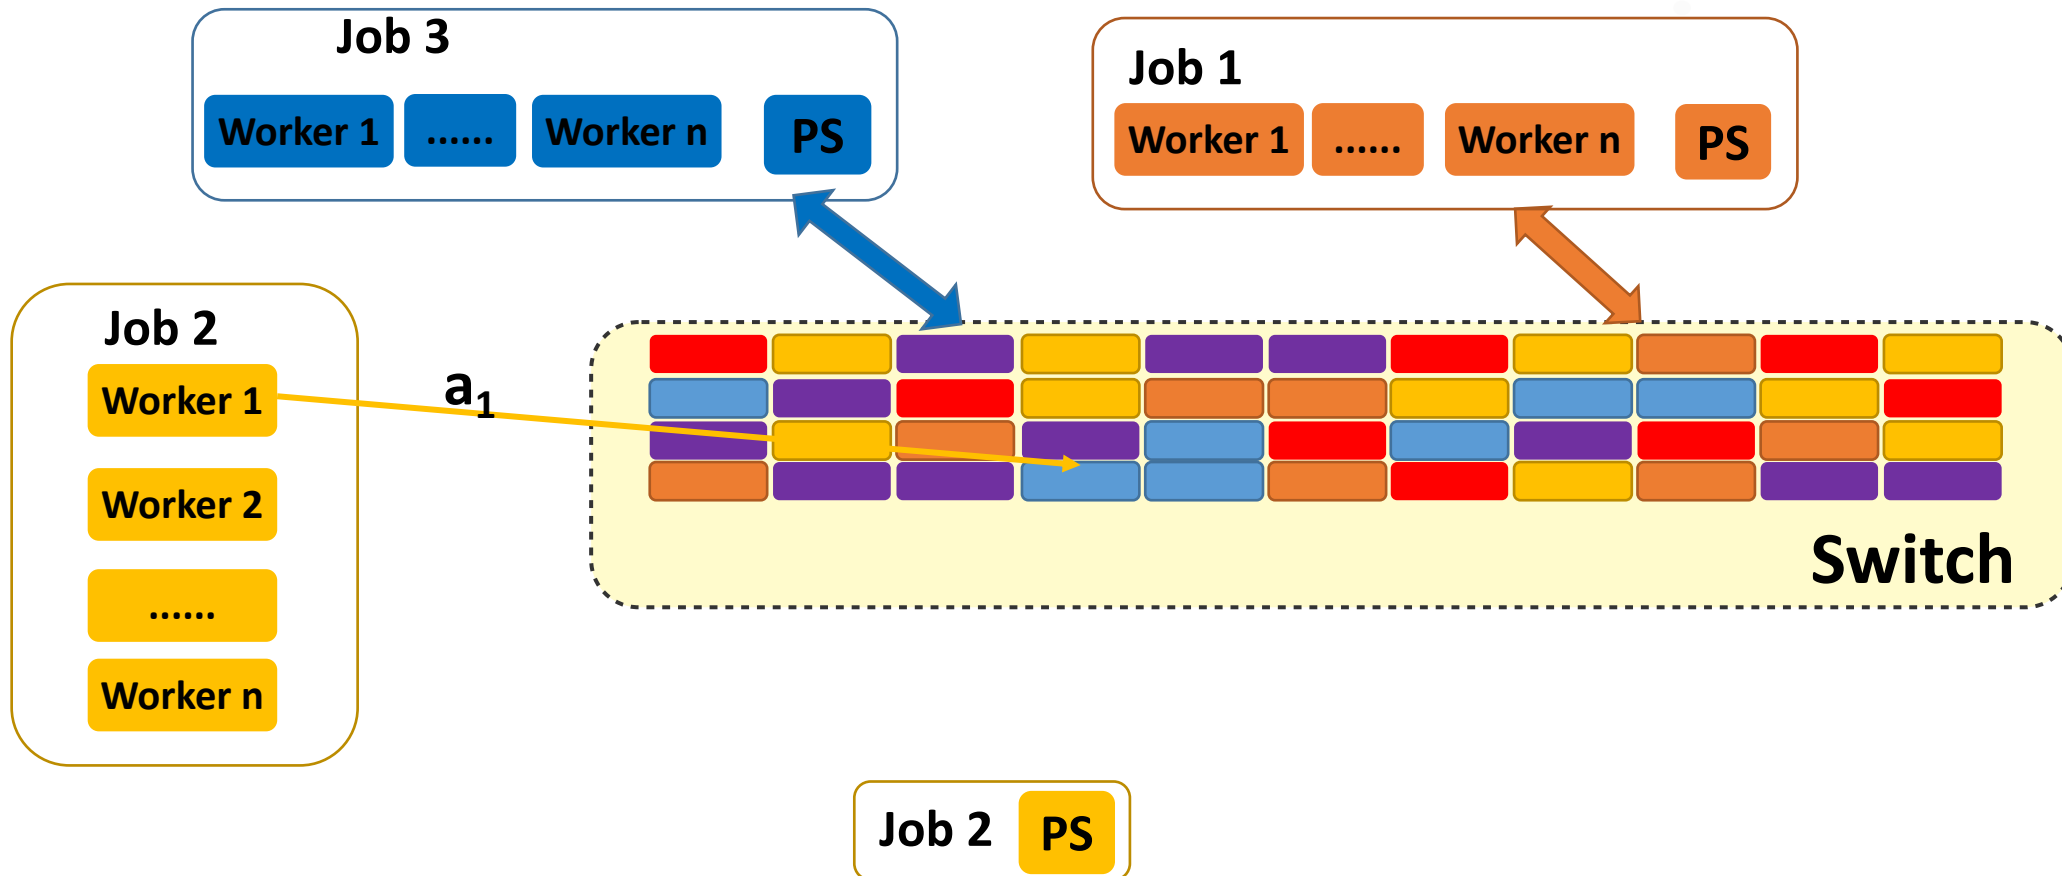 Job 3
Worker 1 ...... Worker n PS
Job 1
Worker 1 ...... Worker n PS
Job 2
Worker 1
Worker 2
......
Worker n
a₁
Switch
Job 2 PS